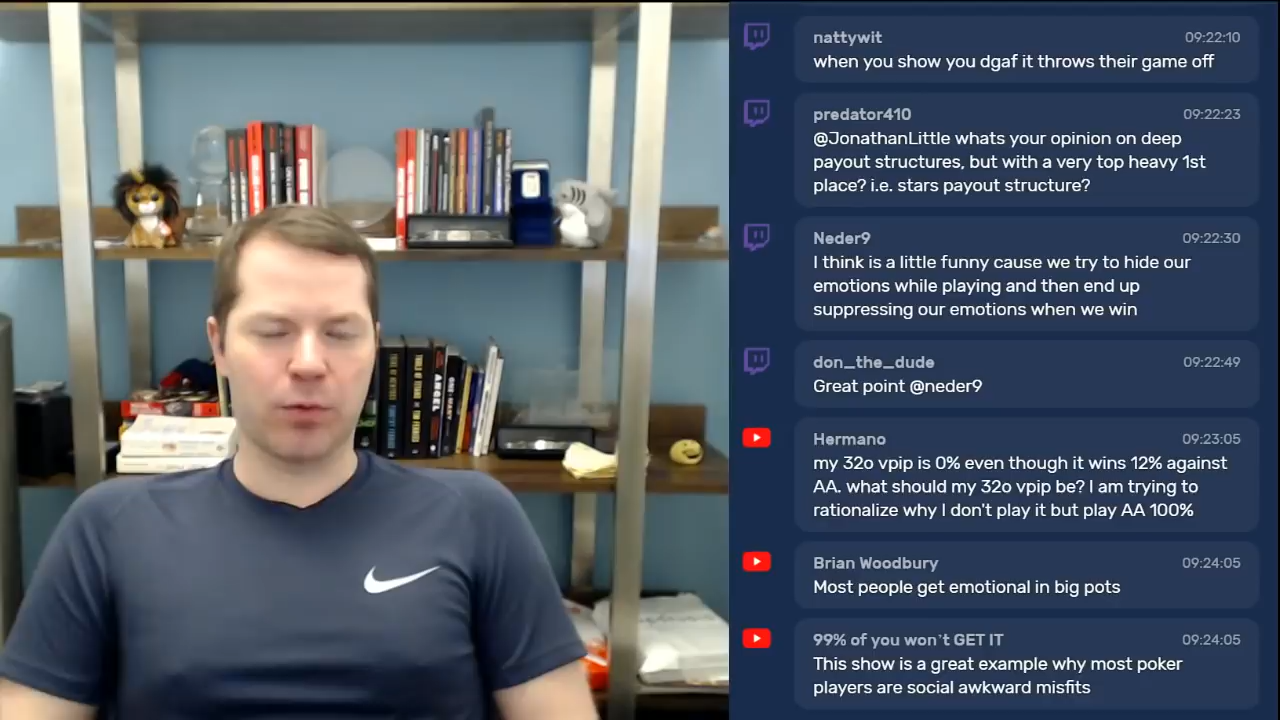 nattywit 09:22:10
when you show you dgaf it throws their game off
predator410 09:22:23
@JonathanLittle whats your opinion on deep
payout structures, but with a very top heavy 1st
place? i.e. stars payout structure?
Neder9 09:22:30
I think is a little funny cause we try to hide our
emotions while playing and then end up
suppressing our emotions when we win
don_the_dude 09:22:49
Great point @neder9
Hermano 09:23:05
my 32o vpip is 0% even though it wins 12% against
AA. what should my 32o vpip be? I am trying to
rationalize why I don't play it but play AA 100%
Brian Woodbury 09:24:05
Most people get emotional in big pots
99% of you won't GET IT 09:24:05
This show is a great example why most poker
players are social awkward misfits